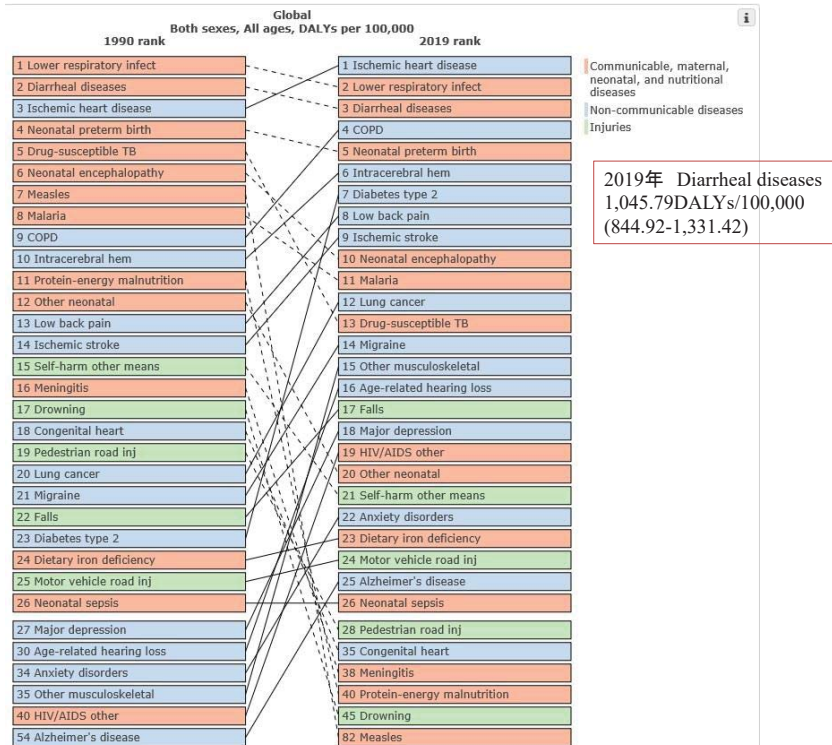 Global
Both sexes, All ages, DALYs per 100,000
1990 rank
2019 rank
1 Lower respiratory infect
2 Diarrheal diseases
3 Ischemic heart disease
4 Neonatal preterm birth
5 Drug-susceptible TB
6 Neonatal encephalopathy
7 Measles
8 Malaria
9 COPD
10 Intracerebral hem
11 Protein-energy malnutrition
12 Other neonatal
13 Low back pain
14 Ischemic stroke
15 Self-harm other means
16 Meningitis
17 Drowning
18 Congenital heart
19 Pedestrian road inj
20 Lung cancer
21 Migraine
22 Falls
23 Diabetes type 2
24 Dietary iron deficiency
25 Motor vehicle road inj
26 Neonatal sepsis
27 Major depression
30 Age-related hearing loss
34 Anxiety disorders
35 Other musculoskeletal
40 HIV/AIDS other
54 Alzheimer's disease
1 Ischemic heart disease
2 Lower respiratory infect
3 Diarrheal diseases
4 COPD
5 Neonatal preterm birth
6 Intracerebral hem
7 Diabetes type 2
8 Low back pain
9 Ischemic stroke
10 Neonatal encephalopathy
11 Malaria
12 Lung cancer
13 Drug-susceptible TB
14 Migraine
15 Other musculoskeletal
16 Age-related hearing loss
17 Falls
18 Major depression
19 HIV/AIDS other
20 Other neonatal
21 Self-harm other means
22 Anxiety disorders
23 Dietary iron deficiency
24 Motor vehicle road inj
25 Alzheimer's disease
26 Neonatal sepsis
28 Pedestrian road inj
35 Congenital heart
38 Meningitis
40 Protein-energy malnutrition
45 Drowning
82 Measles
i
Communicable, maternal,
neonatal, and nutritional
diseases
Non-communicable diseases
Injuries
2019年 Diarrheal diseases
1,045.79DALYs/100,000
(844.92-1,331.42)